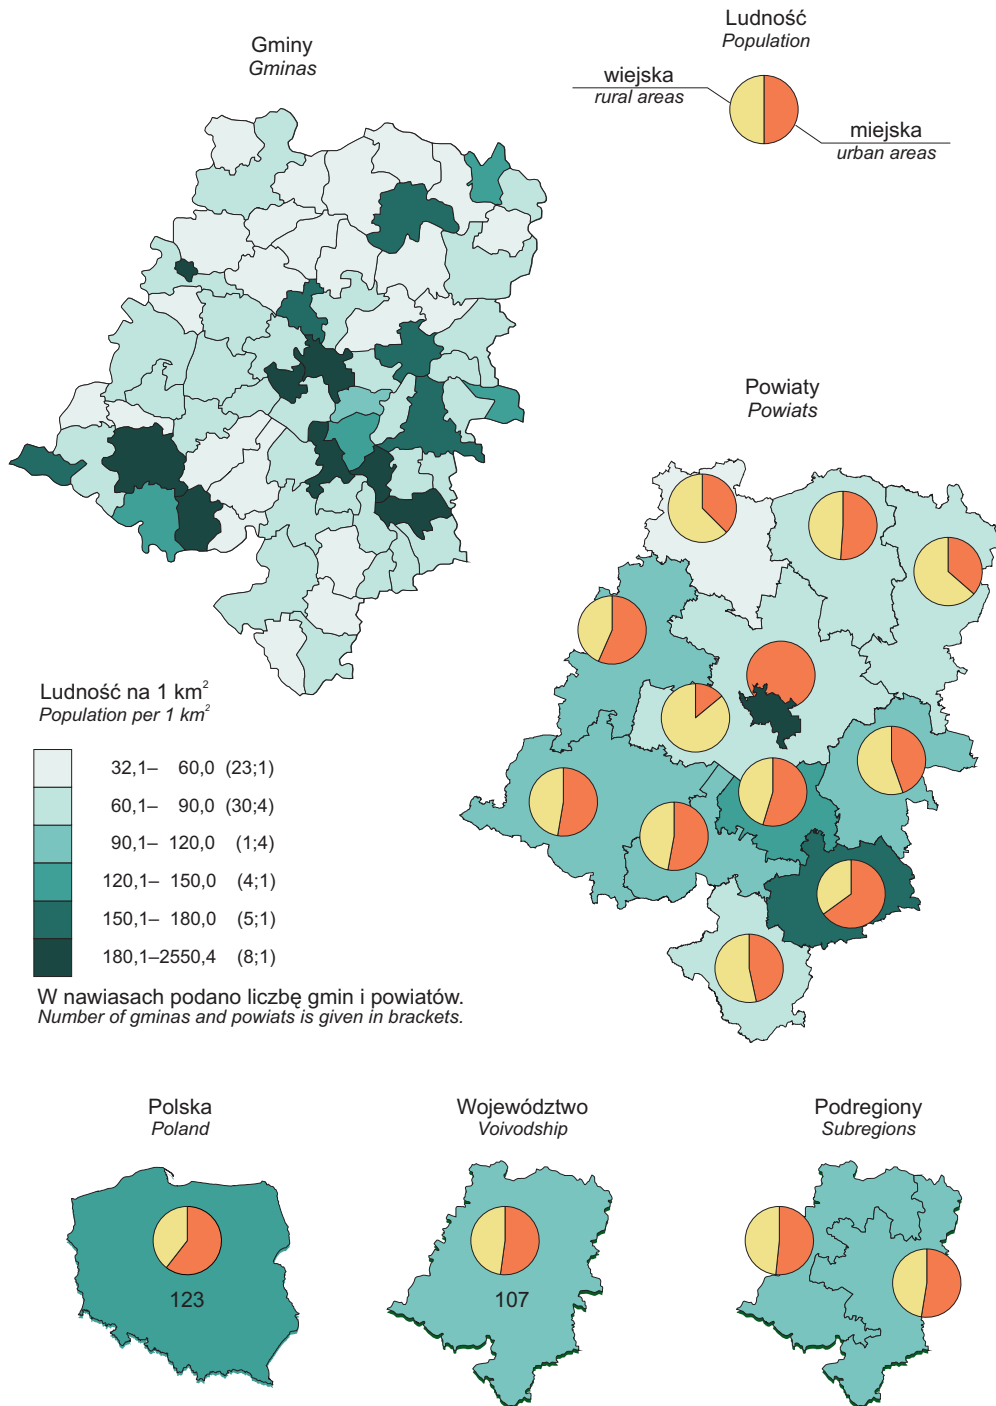 Gminy
Gminas
Ludność
Population
wiejska
rural areas
miejska
urban areas
Powiaty
Powiats
Ludność na 1 km²
Population per 1 km²
32,1– 60,0 (23;1)
60,1– 90,0 (30;4)
90,1– 120,0 (1;4)
120,1– 150,0 (4;1)
150,1– 180,0 (5;1)
180,1–2550,4 (8;1)
W nawiasach podano liczbę gmin i powiatów.
Number of gminas and powiats is given in brackets.
Polska
Poland
123
Województwo
Voivodship
107
Podregiony
Subregions